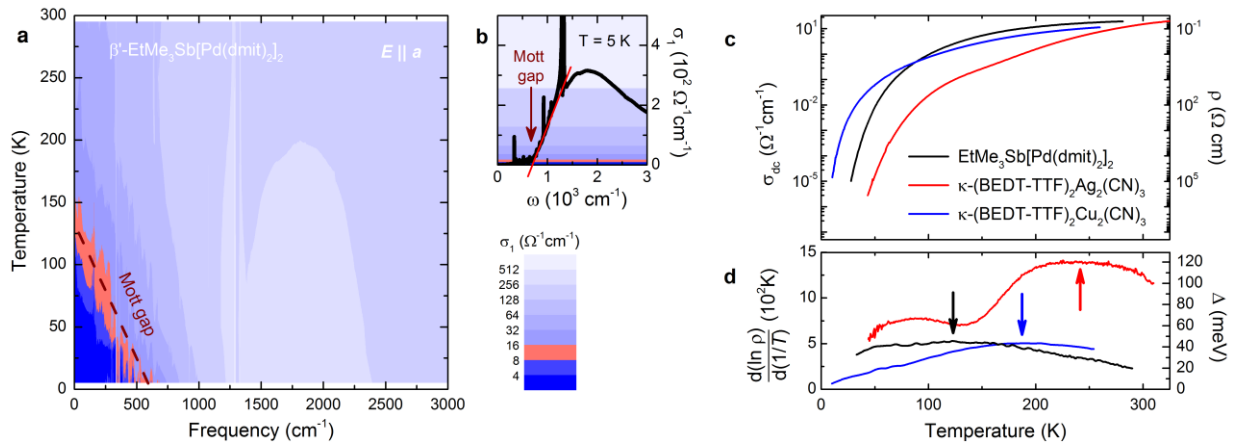 a
β'-EtMe₃Sb[Pd(dmit)₂]₂
E || a
Mott gap
Temperature (K)
300
250
200
150
100
50
0
0 500 1000 1500 2000 2500 3000
Frequency (cm⁻¹)
b
T = 5 K
Mott
gap
4
2
0
σ₁ (10² Ω⁻¹cm⁻¹)
0 1 2 3
ω (10³ cm⁻¹)
σ₁ (Ω⁻¹cm⁻¹)
512
256
128
64
32
16
8
4
c
σdc (Ω⁻¹cm⁻¹)
10¹
10⁻²
10⁻⁵
10⁻¹
10²
10⁵
ρ (Ω cm)
EtMe₃Sb[Pd(dmit)₂]₂
κ-(BEDT-TTF)₂Ag₂(CN)₃
κ-(BEDT-TTF)₂Cu₂(CN)₃
d
d(ln ρ)
d(1/T)
(10²K)
15
10
5
0
120
100
80
60
40
20
0
Δ (meV)
0 100 200 300
Temperature (K)